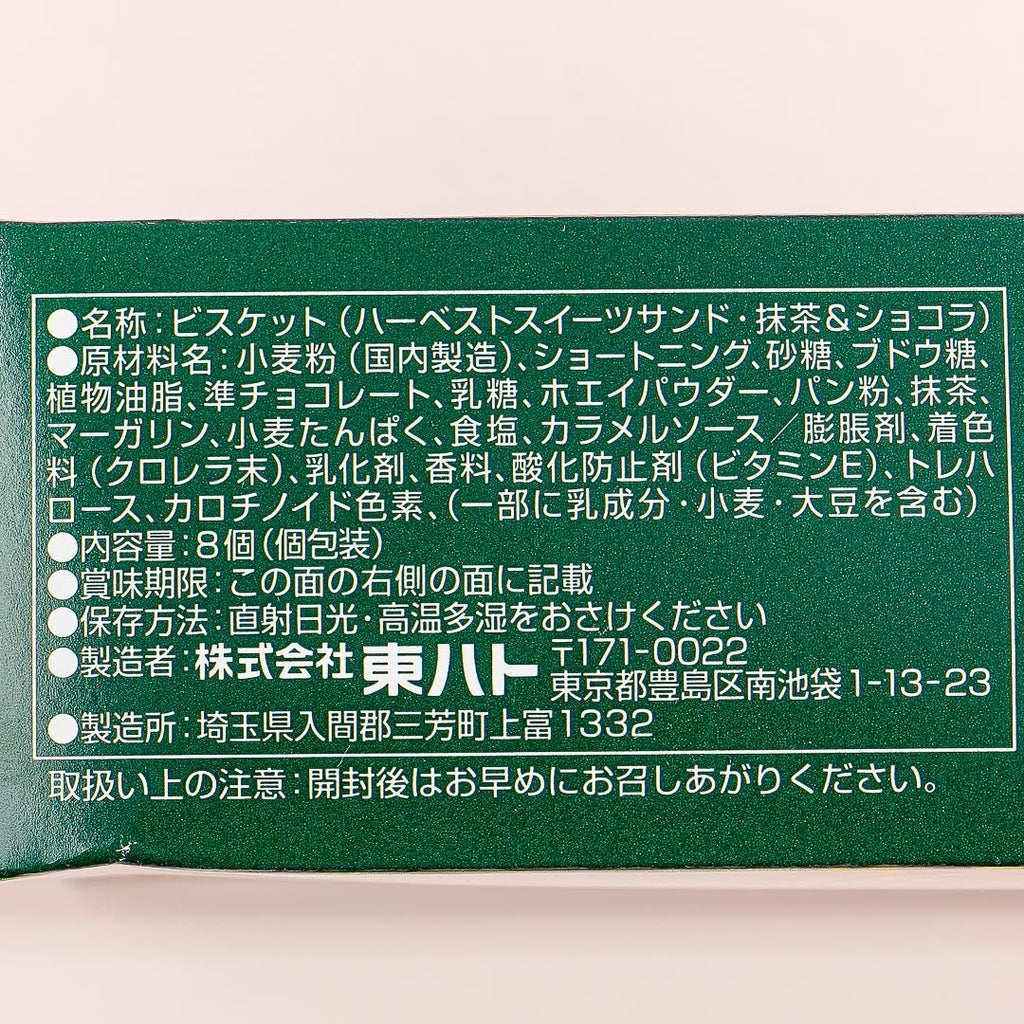 ●名称：ビスケット（ハーベストスイーツサンド・抹茶＆ショコラ）
●原材料名：小麦粉（国内製造）、ショートニング、砂糖、ブドウ糖、
植物油脂、準チョコレート、乳糖、ホエイパウダー、パン粉、抹茶、
マーガリン、小麦たんぱく、食塩、カラメルソース／膨脹剤、着色
料（クロレラ末）、乳化剤、香料、酸化防止剤（ビタミンE）、トレハ
ロース、カロチノイド色素、（一部に乳成分・小麦・大豆を含む）
●内容量：8個（個包装）
●賞味期限：この面の右側の面に記載
●保存方法：直射日光・高温多湿をおさけください
●製造者：株式会社 東ハト 〒171-0022
東京都豊島区南池袋1-13-23
●製造所：埼玉県入間郡三芳町上富1332
取扱い上の注意：開封後はお早めにお召しあがりください。